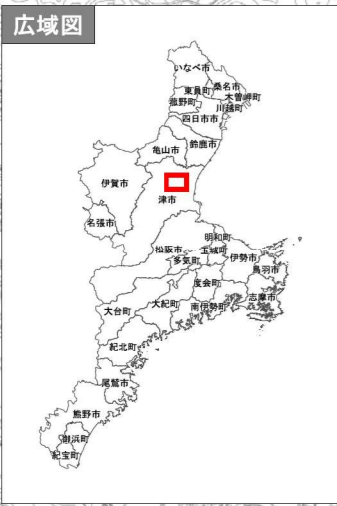 広域図
いなべ市
東員町
桑名市
木曽岬町
菰野町
川越町
四日市市
亀山市
鈴鹿市
伊賀市
津市
名張市
松阪市
明和町
多気町
玉城町
伊勢市
鳥羽市
度会町
志摩市
大台町
大紀町
南伊勢町
紀北町
尾鷲市
熊野市
御浜町
紀宝町